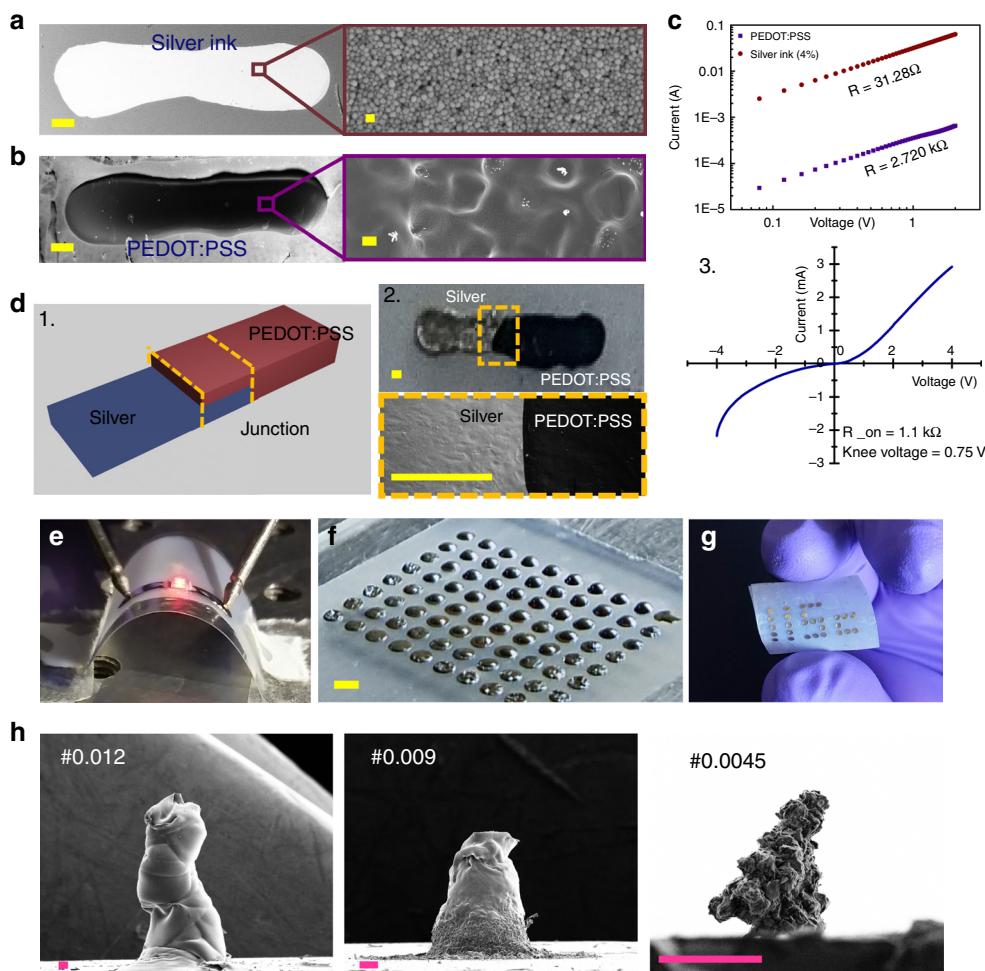 a
Silver ink
b
PEDOT:PSS
c
PEDOT:PSS
Silver ink (4%)
0.1
0.01
1E–3
1E–4
1E–5
Current (A)
R = 31.28Ω
R = 2.720 kΩ
0.1
1
Voltage (V)
d
1.
PEDOT:PSS
Silver
Junction
2.
Silver
PEDOT:PSS
Silver
PEDOT:PSS
3.
Current (mA)
3
2
1
0
–1
–2
–3
–4
–2
0
2
4
Voltage (V)
R _on = 1.1 kΩ
Knee voltage = 0.75 V
e
f
g
h
#0.012
#0.009
#0.0045